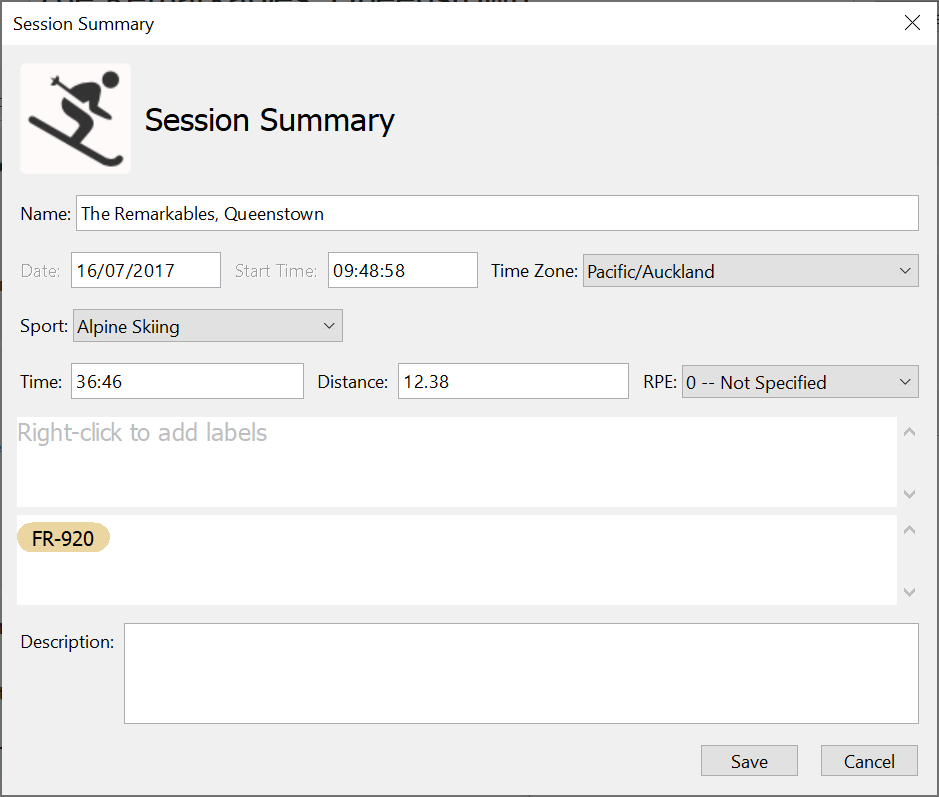 Session Summary
Session Summary
Name: The Remarkables, Queenstown
Date: 16/07/2017 Start Time: 09:48:58 Time Zone: Pacific/Auckland
Sport: Alpine Skiing
Time: 36:46 Distance: 12.38 RPE: 0 -- Not Specified
Right-click to add labels
FR-920
Description:
Save Cancel